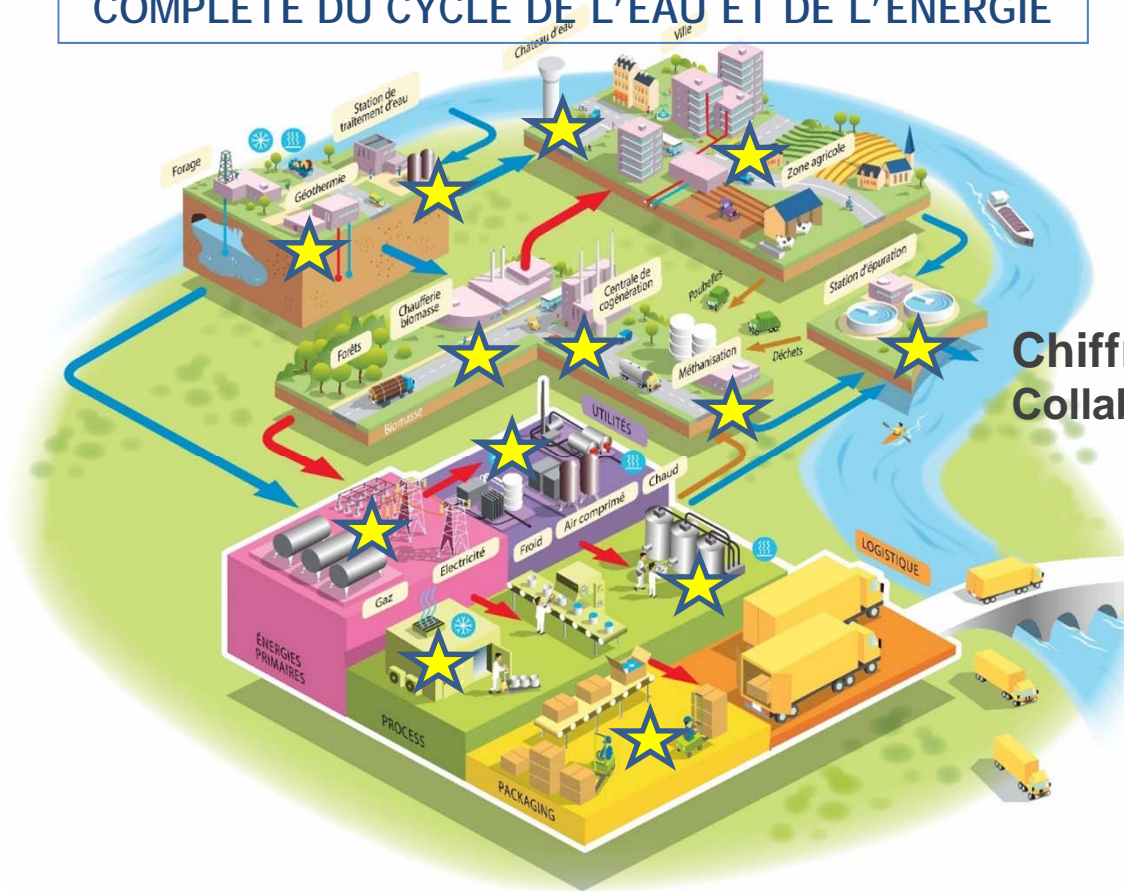 COMPLÈTE DU CYCLE DE L'EAU ET DE L'ÉNERGIE
Château d'eau
Ville
Station de
traitement d'eau
Forage
Géothermie
Zone agricole
Station d'épuration
Poubelles
Centrale de
cogénération
Chaufferie
biomasse
Forêts
Méthanisation
Déchets
Biomasse
Chiffr
Collab
UTILITÉS
Chaud
Air comprimé
Froid
Electricité
Gaz
LOGISTIQUE
ÉNERGIES
PRIMAIRES
PROCESS
PACKAGING